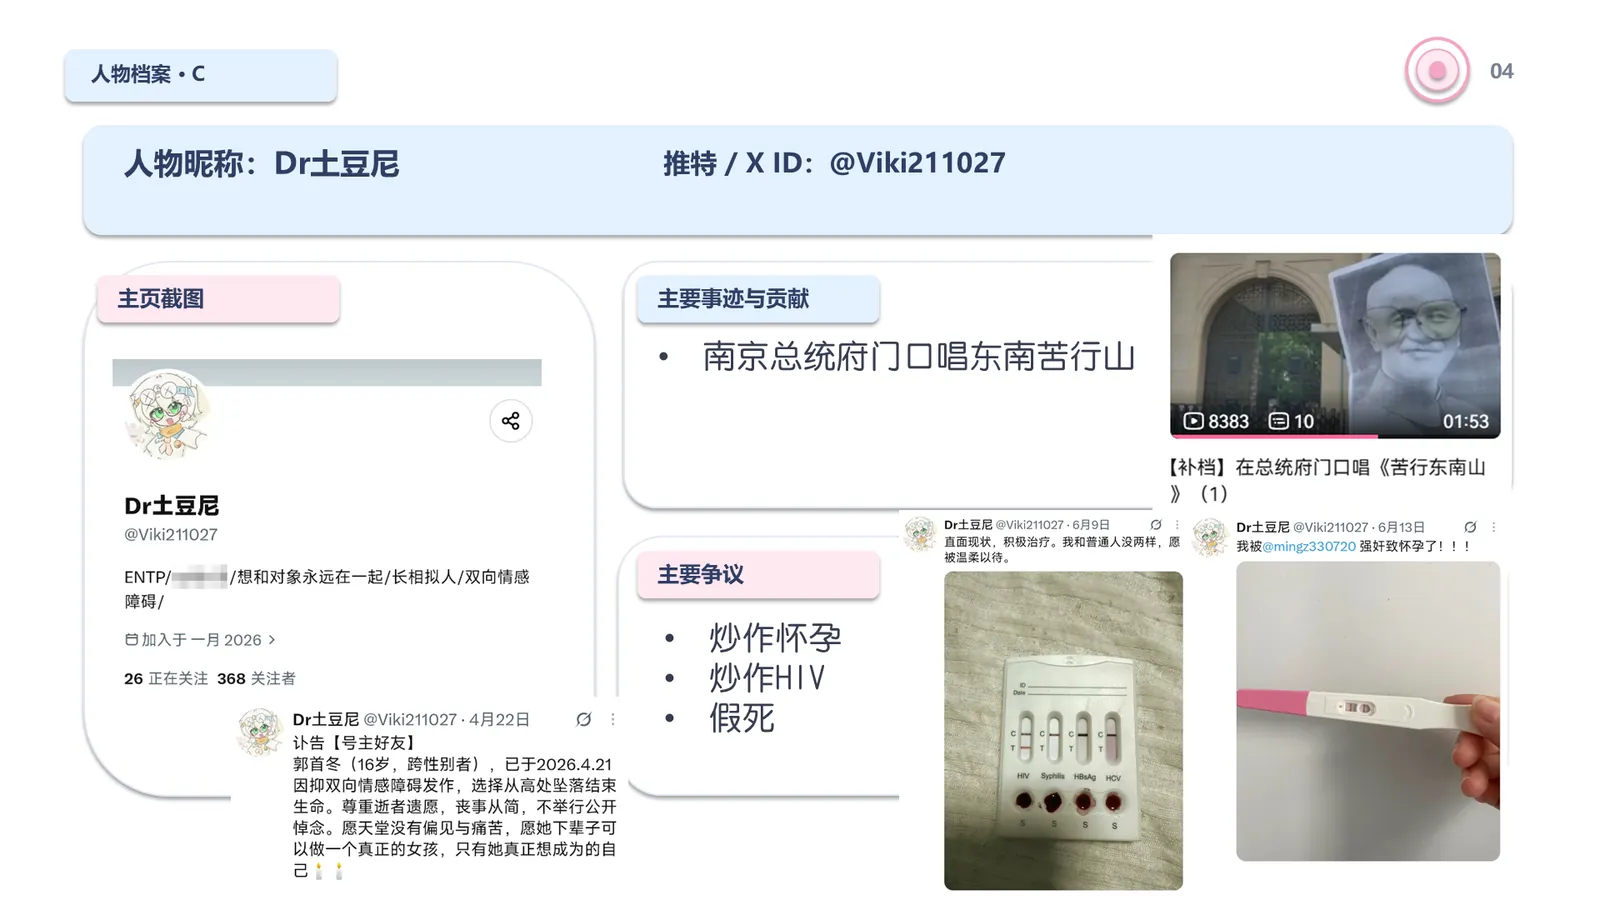 人物档案·C
04
人物昵称：Dr土豆尼
推特 / X ID：@Viki211027
主页截图
Dr土豆尼
@Viki211027
ENTP/
/想和对象永远在一起/长相拟人/双向情感
障碍/
加入于 一月 2026 >
26 正在关注 368 关注者
Dr土豆尼 @Viki211027 · 4月22日
讣告【号主好友】
郭首冬（16岁，跨性别者），已于2026.4.21
因抑双向情感障碍发作，选择从高处坠落结束
生命。尊重逝者遗愿，丧事从简，不举行公开
悼念。愿天堂没有偏见与痛苦，愿她下辈子可
以做一个真正的女孩，只有她真正想成为的自
己🕯️🕯️
主要事迹与贡献
• 南京总统府门口唱东南苦行山
8383
10
01:53
【补档】在总统府门口唱《苦行东南山
》（1）
主要争议
• 炒作怀孕
• 炒作HIV
• 假死
Dr土豆尼 @Viki211027 · 6月9日
直面现状，积极治疗。我和普通人没两样，愿
被温柔以待。
ID
Date
C C C C
T T T T
HIV Syphilis HBsAg HCV
S S S S
Dr土豆尼 @Viki211027 · 6月13日
我被@mingz330720 强奸致怀孕了！！！